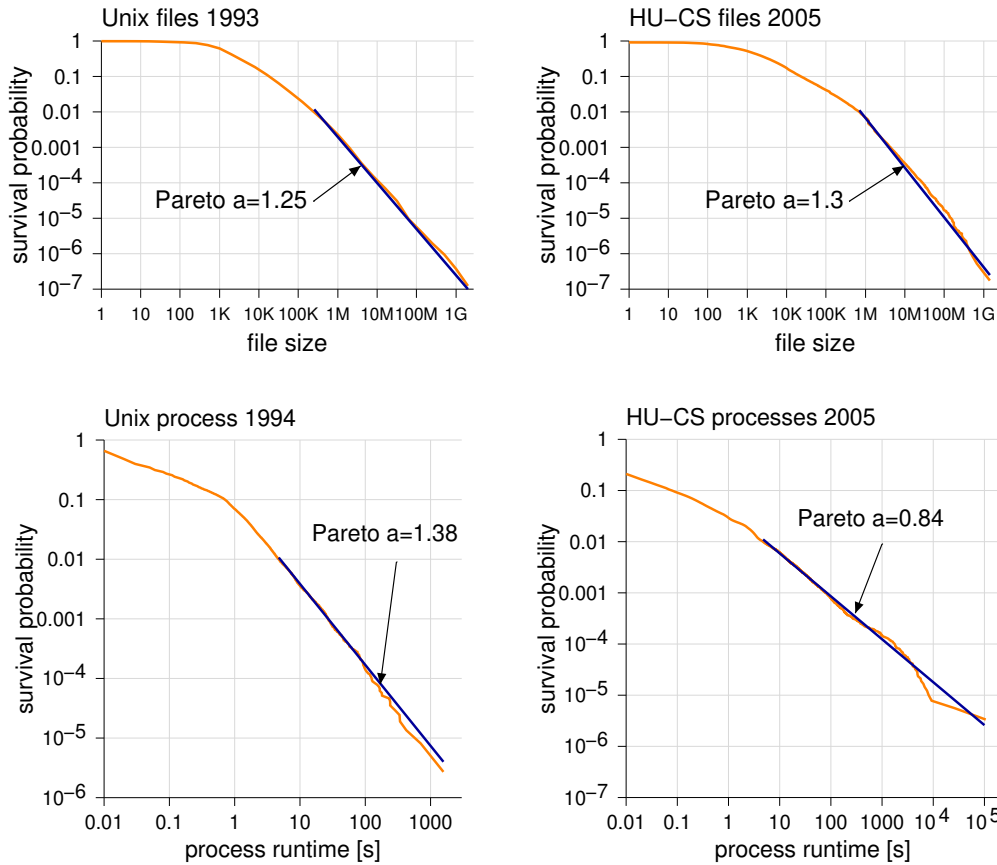 Unix files 1993
survival probability
1
0.1
0.01
0.001
10⁻⁴
10⁻⁵
10⁻⁶
10⁻⁷
Pareto a=1.25
1 10 100 1K 10K 100K 1M 10M 100M 1G
file size
HU−CS files 2005
survival probability
1
0.1
0.01
0.001
10⁻⁴
10⁻⁵
10⁻⁶
10⁻⁷
Pareto a=1.3
1 10 100 1K 10K 100K 1M 10M 100M 1G
file size
Unix process 1994
survival probability
1
0.1
0.01
0.001
10⁻⁴
10⁻⁵
10⁻⁶
Pareto a=1.38
0.01 0.1 1 10 100 1000
process runtime [s]
HU−CS processes 2005
survival probability
1
0.1
0.01
0.001
10⁻⁴
10⁻⁵
10⁻⁶
10⁻⁷
Pareto a=0.84
0.01 0.1 1 10 100 1000 10⁴ 10⁵
process runtime [s]